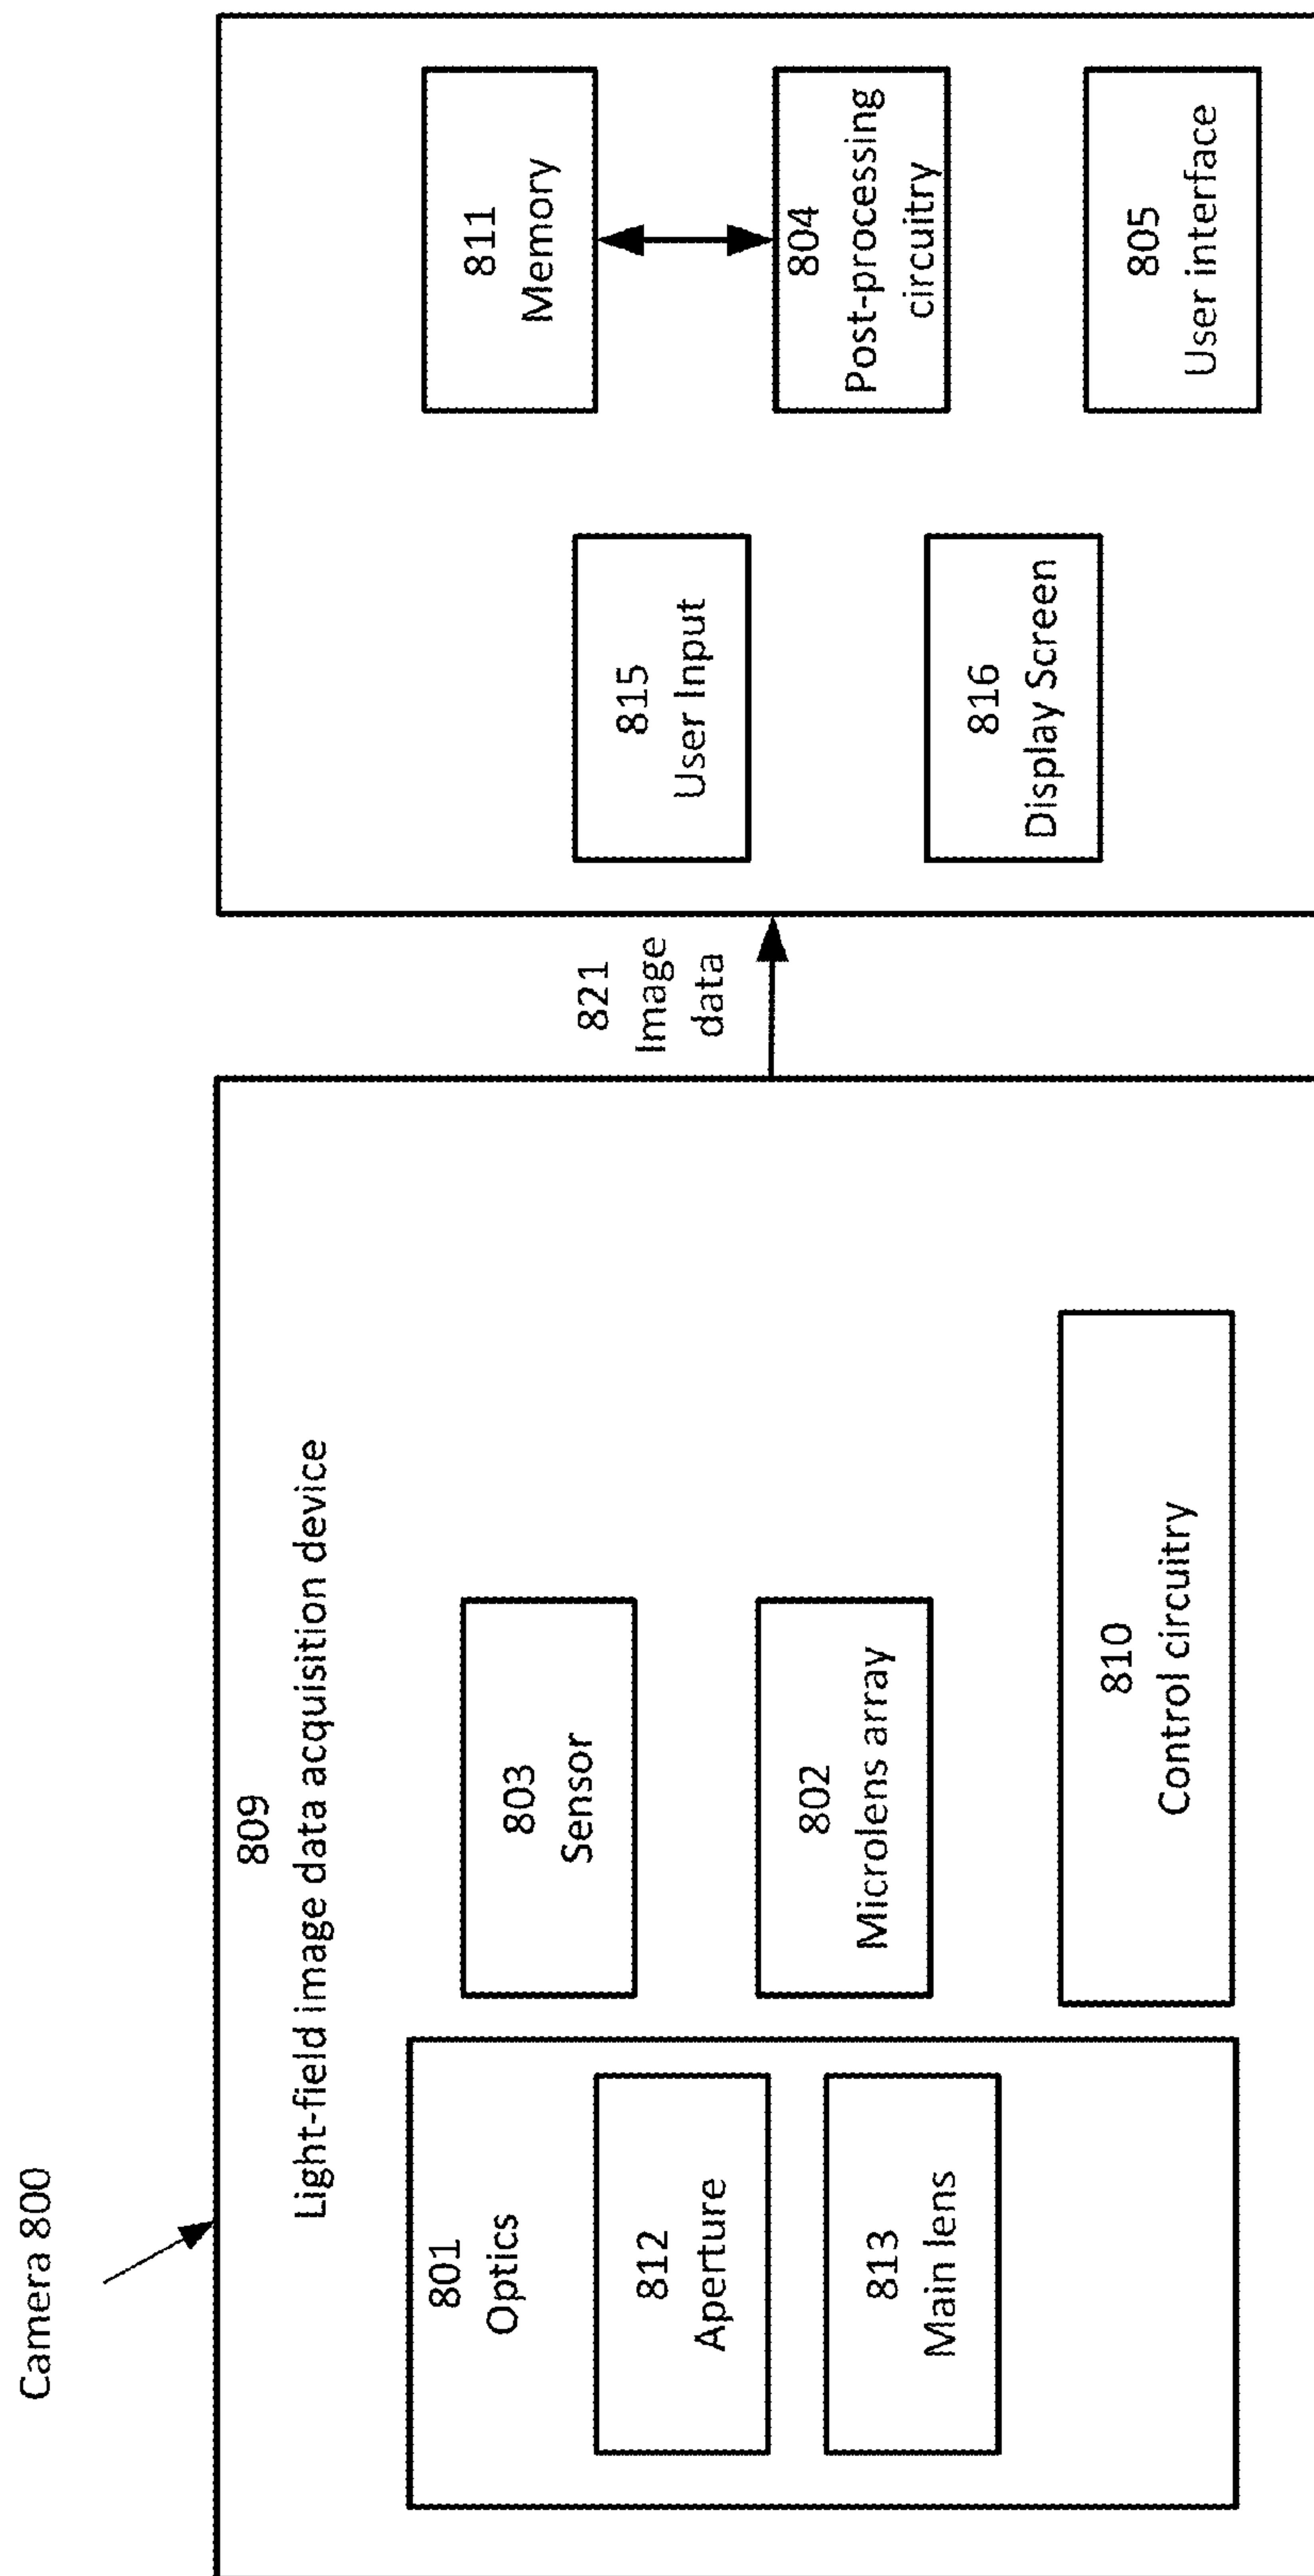 Camera 800
809
Light-field image data acquisition device
801
Optics
812
Aperture
813
Main lens
803
Sensor
802
Microlens array
810
Control circuitry
821
Image
data
815
User Input
816
Display Screen
811
Memory
804
Post-processing
circuitry
805
User interface